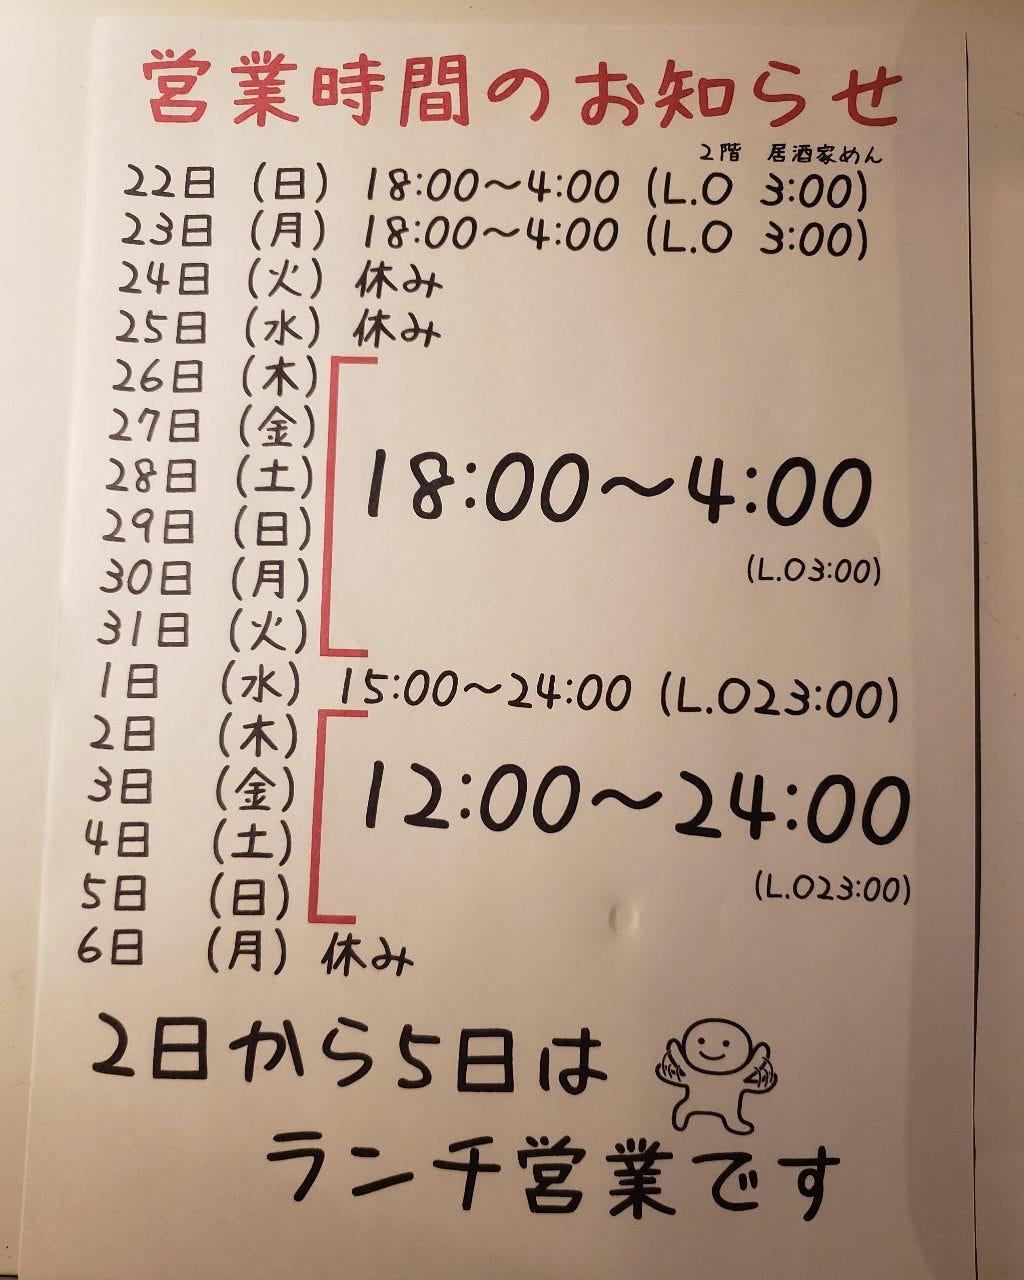 営業時間のお知らせ
2階 居酒家めん
22日 (日) 18:00～4:00 (L.O 3:00)
23日 (月) 18:00～4:00 (L.O 3:00)
24日 (火) 休み
25日 (水) 休み
26日 (木)
27日 (金)
28日 (土)
29日 (日)
30日 (月)
31日 (火)
18:00～4:00
(L.O3:00)
1日 (水) 15:00～24:00 (L.O23:00)
2日 (木)
3日 (金)
4日 (土)
5日 (日)
12:00～24:00
(L.O23:00)
6日 (月) 休み
2日から5日は
ランチ営業です